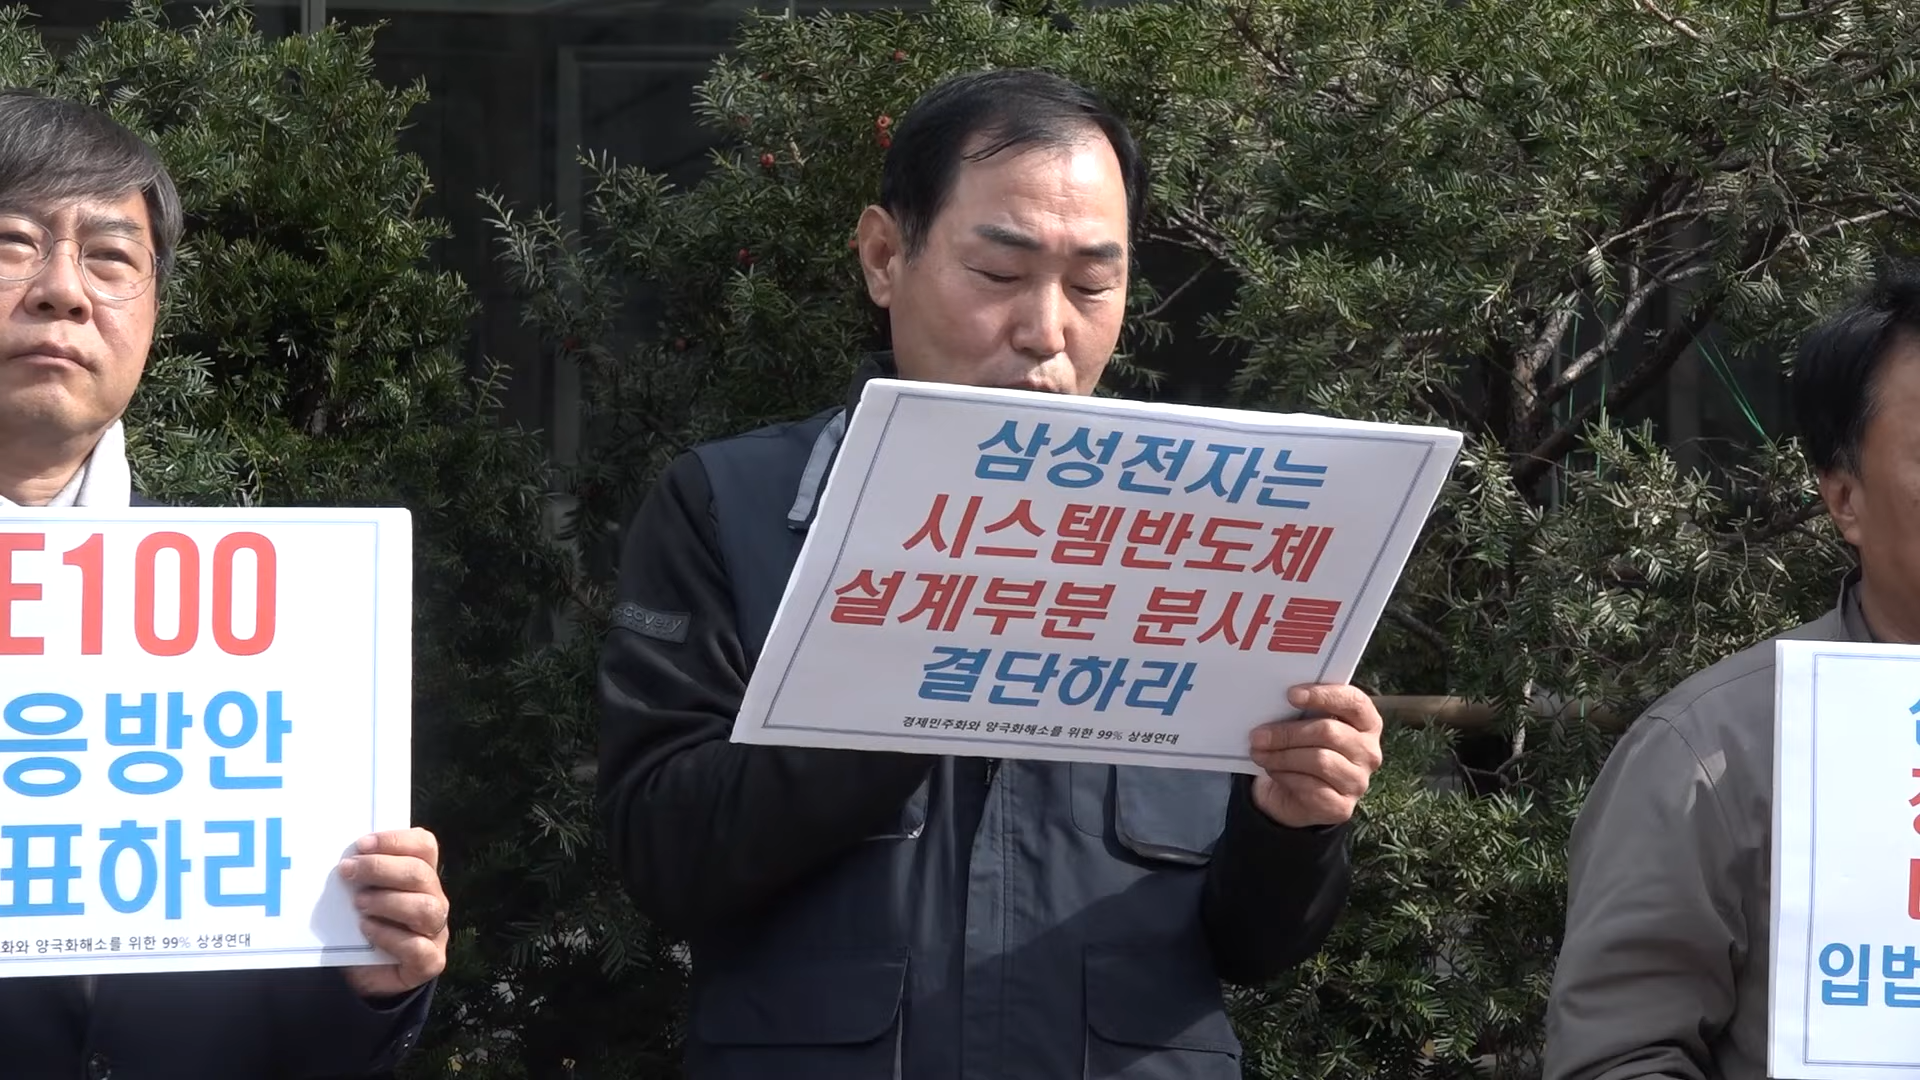 E100
응방안
표하라
화와 양극화해소를 위한 99% 상생연대
삼성전자는
시스템반도체
설계부분 분사를
결단하라
경제민주화와 양극화해소를 위한 99% 상생연대
covery
입법